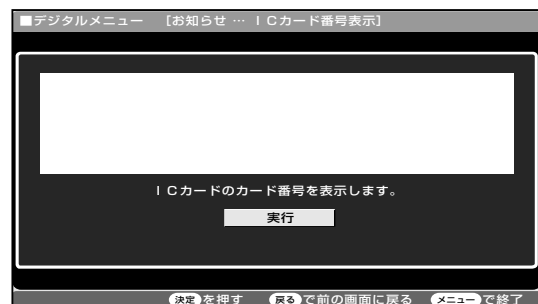 ■デジタルメニュー　[お知らせ … ＩＣカード番号表示]
ＩＣカードのカード番号を表示します。
実行
決定を押す　戻るで前の画面に戻る　メニューで終了